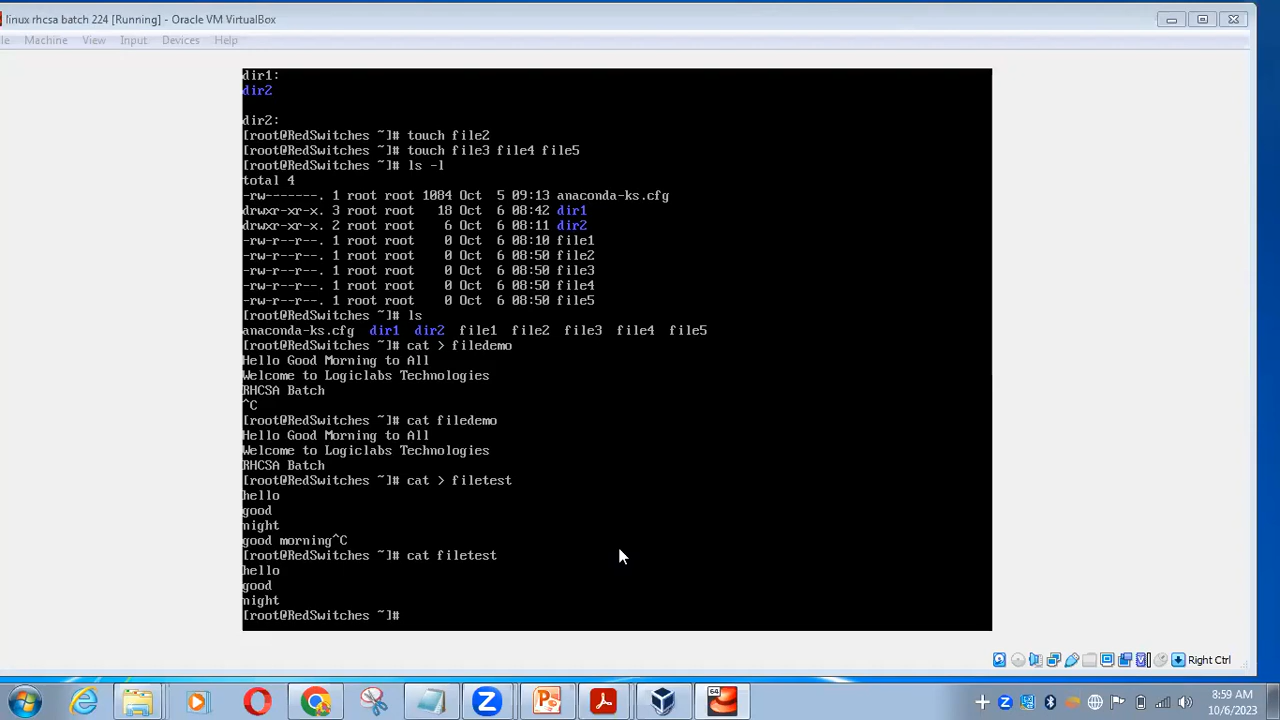 linux rhcsa batch 224 [Running] - Oracle VM VirtualBox
le Machine View Input Devices Help
dir1:
dir2
dir2:
[root@RedSwitches ~]# touch file2
[root@RedSwitches ~]# touch file3 file4 file5
[root@RedSwitches ~]# ls -l
total 4
-rw-------. 1 root root 1084 Oct  5 09:13 anaconda-ks.cfg
drwxr-xr-x. 3 root root   18 Oct  6 08:42 dir1
drwxr-xr-x. 2 root root    6 Oct  6 08:11 dir2
-rw-r--r--. 1 root root    0 Oct  6 08:10 file1
-rw-r--r--. 1 root root    0 Oct  6 08:50 file2
-rw-r--r--. 1 root root    0 Oct  6 08:50 file3
-rw-r--r--. 1 root root    0 Oct  6 08:50 file4
-rw-r--r--. 1 root root    0 Oct  6 08:50 file5
[root@RedSwitches ~]# ls
anaconda-ks.cfg  dir1  dir2  file1  file2  file3  file4  file5
[root@RedSwitches ~]# cat > filedemo
Hello Good Morning to All
Welcome to Logiclabs Technologies
RHCSA Batch
^C
[root@RedSwitches ~]# cat filedemo
Hello Good Morning to All
Welcome to Logiclabs Technologies
RHCSA Batch
[root@RedSwitches ~]# cat > filetest
hello
good
night
good morning^C
[root@RedSwitches ~]# cat filetest
hello
good
night
[root@RedSwitches ~]#
Right Ctrl
64
8:59 AM
10/6/2023